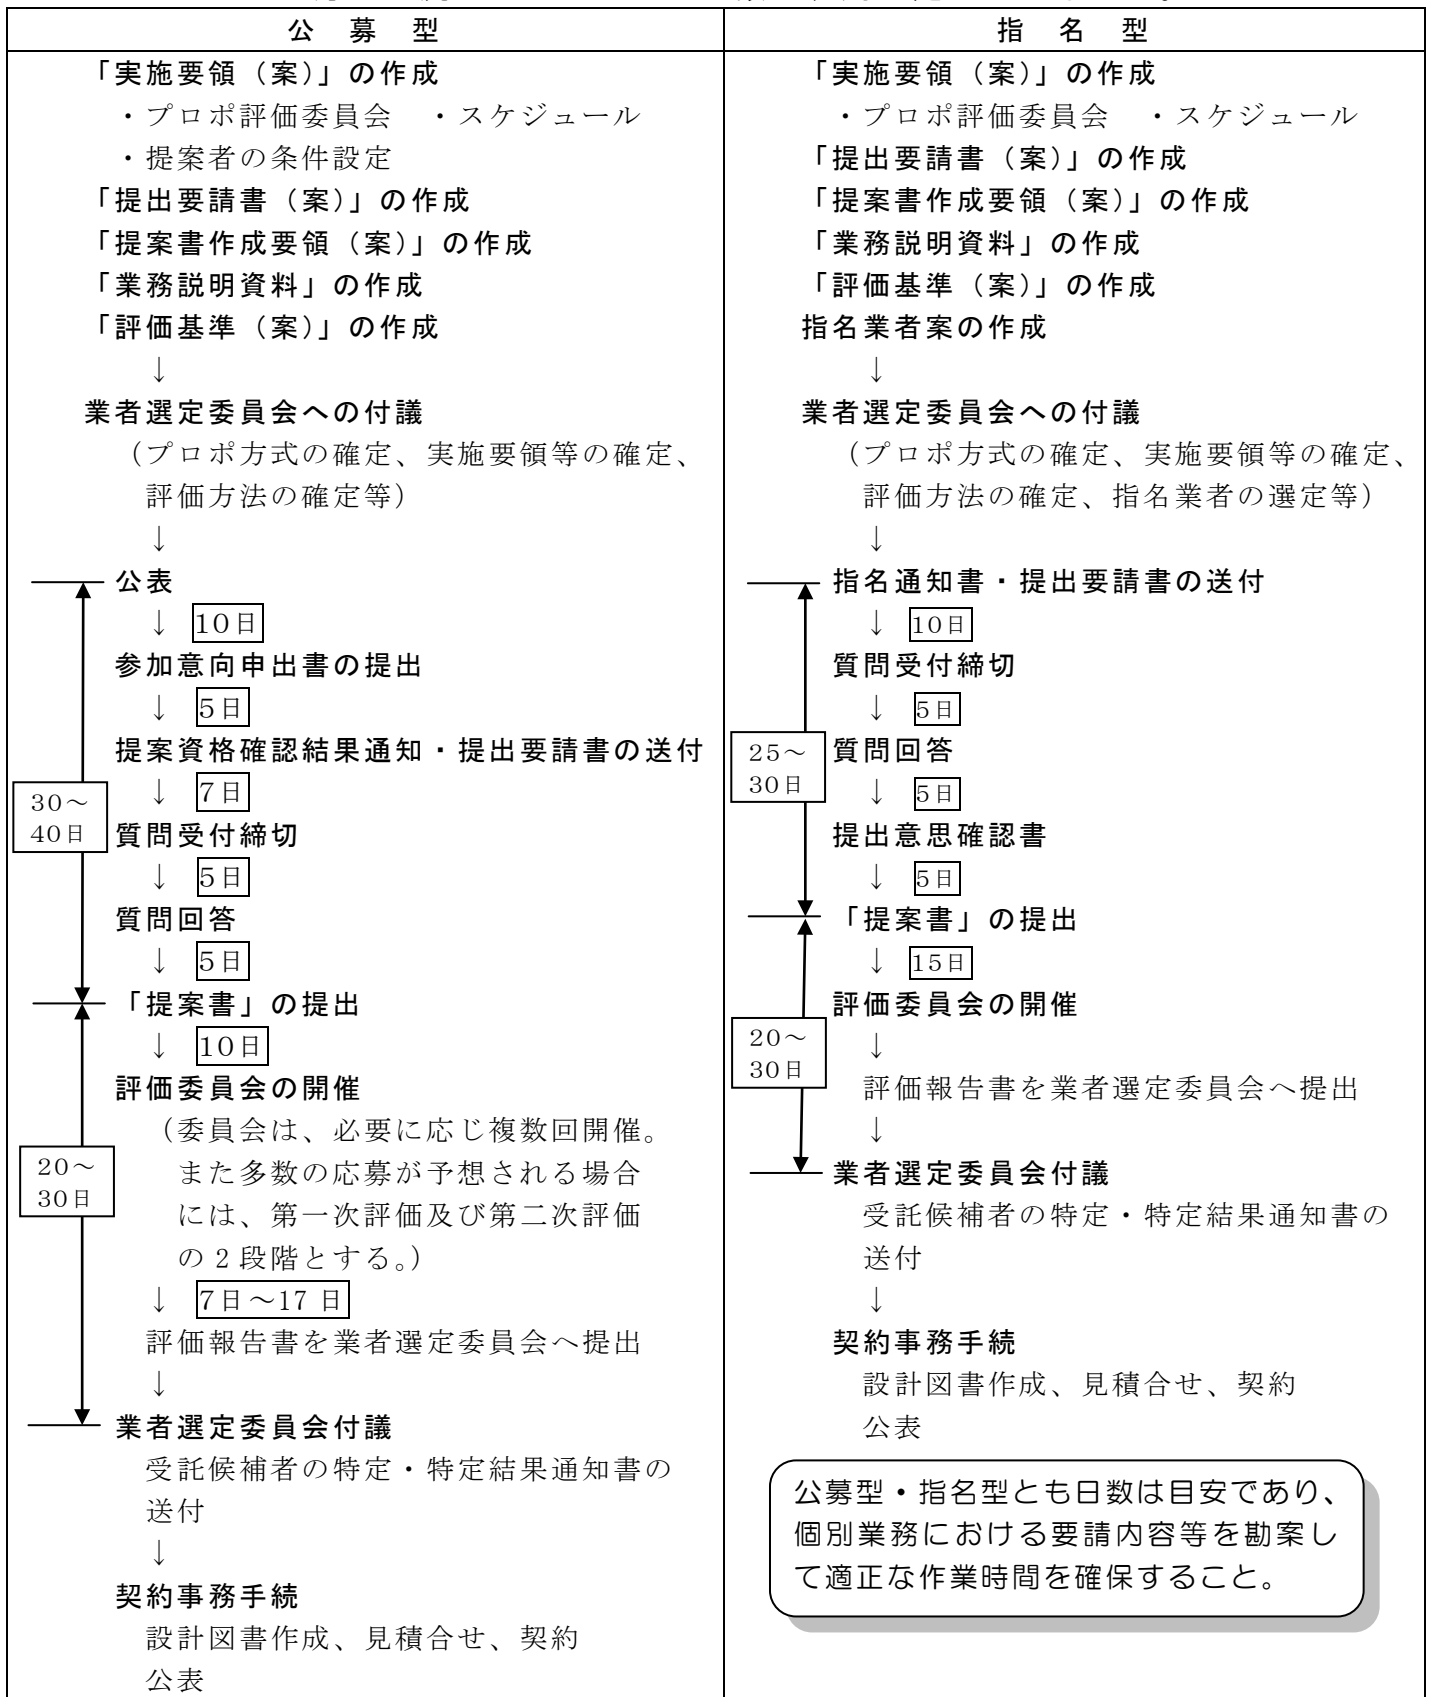 公募型
「実施要領(案)」の作成
・プロポ評価委員会 ・スケジュール
・提案者の条件設定
「提出要請書(案)」の作成
「提案書作成要領(案)」の作成
「業務説明資料」の作成
「評価基準(案)」の作成
↓
業者選定委員会への付議
(プロポ方式の確定、実施要領等の確定、
評価方法の確定等)
↓
公表
↓ 10日
参加意向申出書の提出
↓ 5日
提案資格確認結果通知・提出要請書の送付
↓ 7日
30~
40日
質問受付締切
↓ 5日
質問回答
↓ 5日
「提案書」の提出
↓ 10日
評価委員会の開催
(委員会は、必要に応じ複数回開催。
また多数の応募が予想される場合
には、第一次評価及び第二次評価
の2段階とする。)
20~
30日
↓ 7日~17日
評価報告書を業者選定委員会へ提出
↓
業者選定委員会付議
受託候補者の特定・特定結果通知書の
送付
↓
契約事務手続
設計図書作成、見積合せ、契約
公表
指名型
「実施要領(案)」の作成
・プロポ評価委員会 ・スケジュール
「提出要請書(案)」の作成
「提案書作成要領(案)」の作成
「業務説明資料」の作成
「評価基準(案)」の作成
指名業者案の作成
↓
業者選定委員会への付議
(プロポ方式の確定、実施要領等の確定、
評価方法の確定、指名業者の選定等)
↓
指名通知書・提出要請書の送付
↓ 10日
質問受付締切
↓ 5日
25~
30日
質問回答
↓ 5日
提出意思確認書
↓ 5日
「提案書」の提出
↓ 15日
評価委員会の開催
20~
30日
↓
評価報告書を業者選定委員会へ提出
↓
業者選定委員会付議
受託候補者の特定・特定結果通知書の
送付
↓
契約事務手続
設計図書作成、見積合せ、契約
公表
公募型・指名型とも日数は目安であり、
個別業務における要請内容等を勘案し
て適正な作業時間を確保すること。